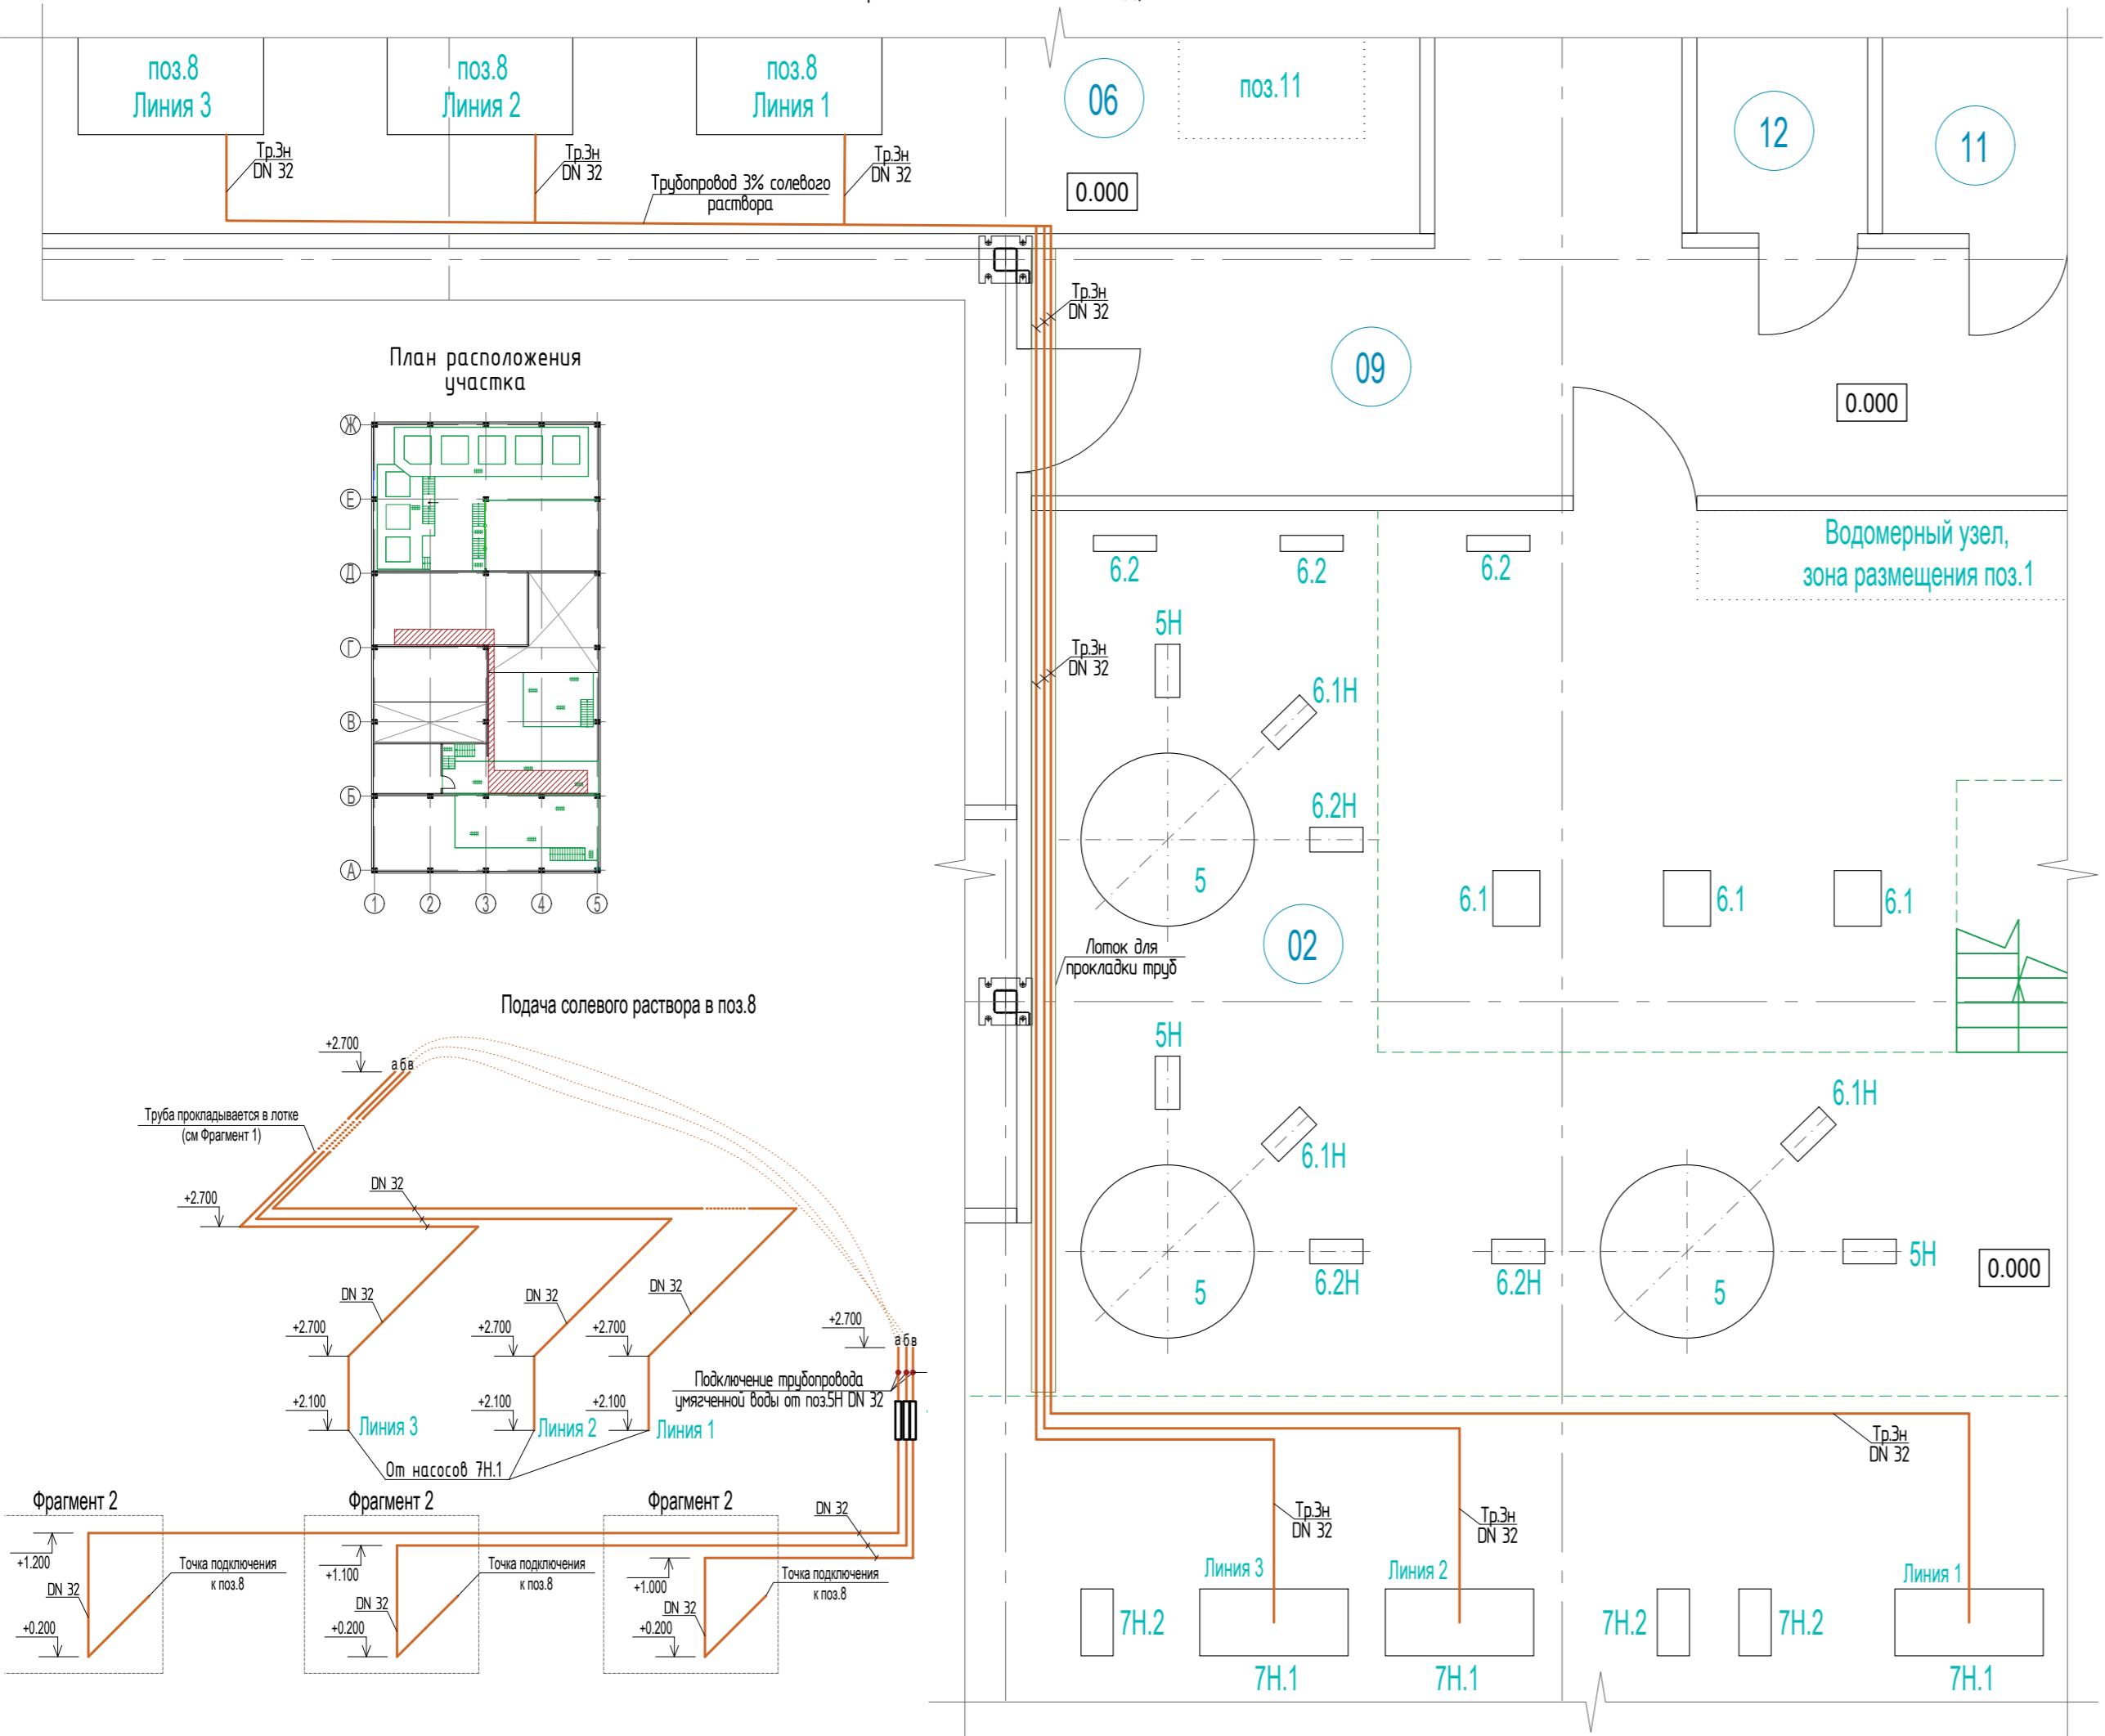 поз.8
Линия 3
поз.8
Линия 2
поз.8
Линия 1
06
поз.11
12
11
Тр.3н
DN 32
Тр.3н
DN 32
Тр.3н
DN 32
Трубопровод 3% солевого
раствора
0.000
Тр.3н
DN 32
09
0.000
План расположения
участка
Ж
Е
Д
Г
В
Б
А
1
2
3
4
5
6.2
6.2
6.2
Водомерный узел,
зона размещения поз.1
5Н
Тр.3н
DN 32
6.1Н
6.2Н
5
6.1
6.1
6.1
02
Лоток для
прокладки труб
5Н
6.1Н
6.2Н
5
6.1Н
6.2Н
5Н
5
0.000
Подача солевого раствора в поз.8
+2.700
а б в
Труба прокладывается в лотке
(см Фрагмент 1)
+2.700
DN 32
DN 32
DN 32
DN 32
+2.700
+2.700
+2.700
+2.700
а б в
Подключение трубопровода
умягченной воды от поз.5Н DN 32
+2.100
+2.100
+2.100
Линия 3
Линия 2
Линия 1
От насосов 7Н.1
Фрагмент 2
Фрагмент 2
Фрагмент 2
DN 32
+1.200
+1.100
+1.000
Точка подключения
к поз.8
Точка подключения
к поз.8
Точка подключения
к поз.8
DN 32
DN 32
DN 32
+0.200
+0.200
+0.200
Тр.3н
DN 32
Тр.3н
DN 32
Тр.3н
DN 32
Линия 3
Линия 2
Линия 1
7Н.2
7Н.2
7Н.2
7Н.1
7Н.1
7Н.1